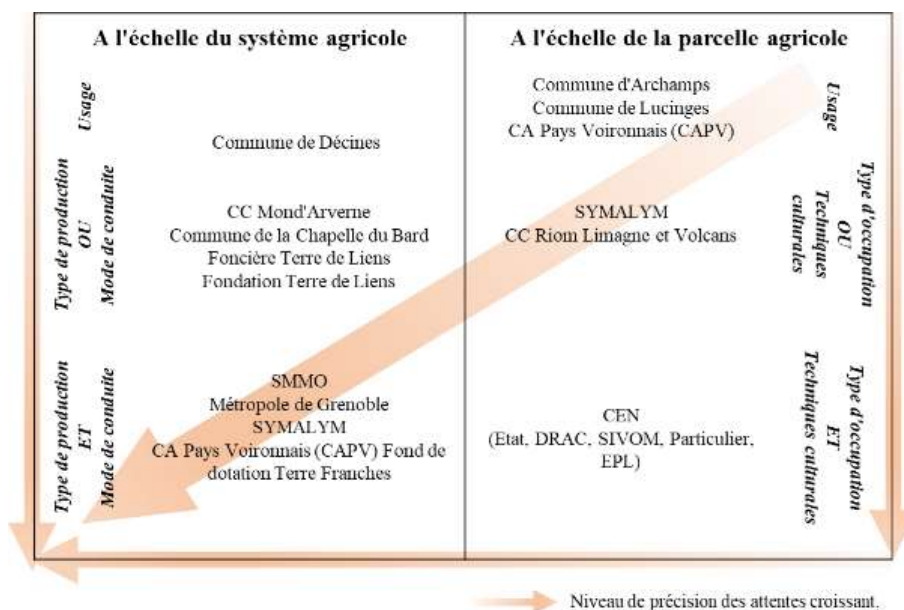 A l'échelle du système agricole
A l'échelle de la parcelle agricole
Usage
Commune de Décines
Commune d'Archamps
Commune de Lucinges
CA Pays Voironnais (CAPV)
Usage
Type de production
OU
Mode de conduite
CC Mond'Arverne
Commune de la Chapelle du Bard
Foncière Terre de Liens
Fondation Terre de Liens
SYMALYM
CC Riom Limagne et Volcans
Type d'occupation
OU
Techniques
culturales
Type de production
ET
Mode de conduite
SMMO
Métropole de Grenoble
SYMALYM
CA Pays Voironnais (CAPV) Fond de
dotation Terre Franches
CEN
(Etat, DRAC, SIVOM, Particulier,
EPL)
Type d'occupation
ET
Techniques culturales
Niveau de précision des attentes croissant.